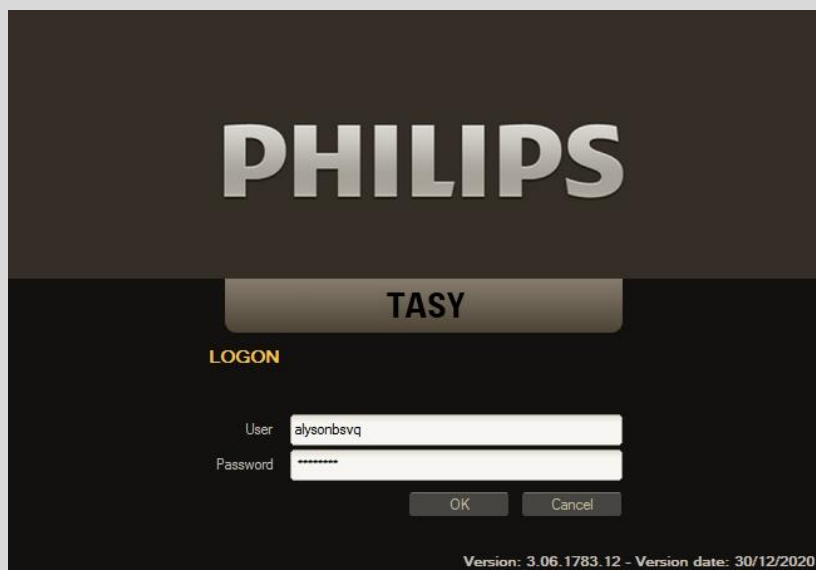 PHILIPS
TASY
LOGON
User alysonbsvq
Password ********
OK Cancel
Version: 3.06.1783.12 - Version date: 30/12/2020